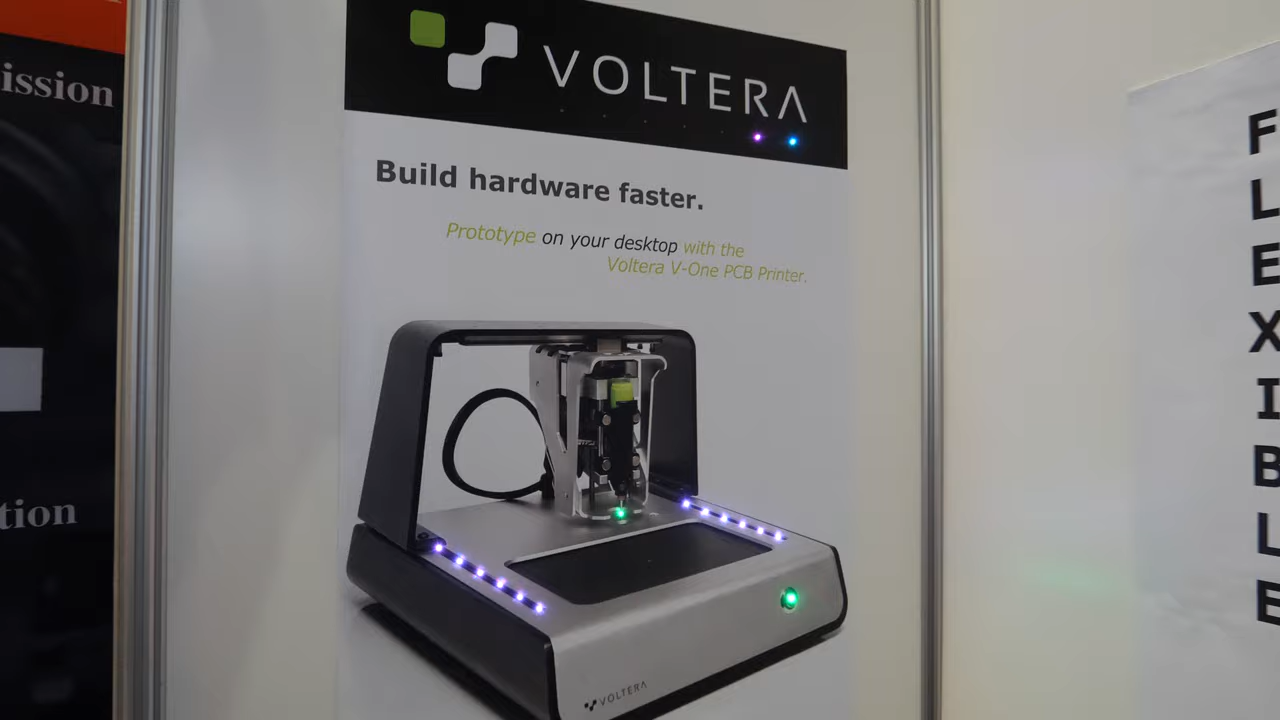 ission
tion
VOLTERA
Build hardware faster.
Prototype on your desktop with the
Voltera V-One PCB Printer.
VOLTERA
F
L
E
X
I
B
L
E